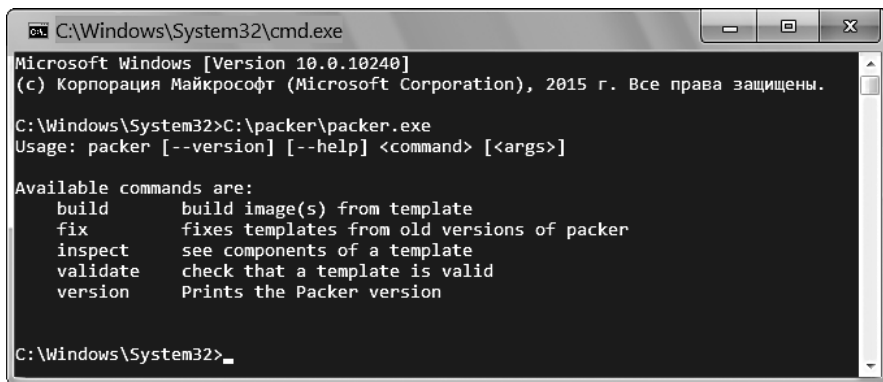 C:\Windows\System32\cmd.exe
Microsoft Windows [Version 10.0.10240]
(c) Корпорация Майкрософт (Microsoft Corporation), 2015 г. Все права защищены.
C:\Windows\System32>C:\packer\packer.exe
Usage: packer [--version] [--help] <command> [<args>]
Available commands are:
build build image(s) from template
fix fixes templates from old versions of packer
inspect see components of a template
validate check that a template is valid
version Prints the Packer version
C:\Windows\System32>_